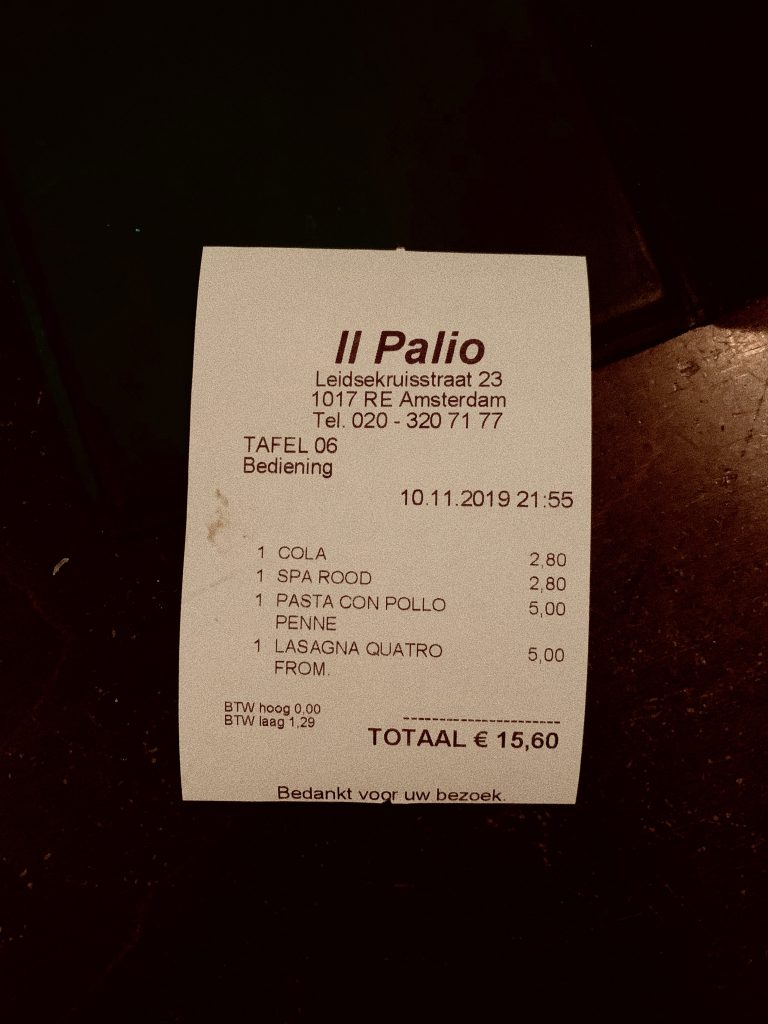 Il Palio
Leidsekruisstraat 23
1017 RE Amsterdam
Tel. 020 - 320 71 77
TAFEL 06
Bediening
10.11.2019 21:55
1 COLA 2,80
1 SPA ROOD 2,80
1 PASTA CON POLLO 5,00
PENNE
1 LASAGNA QUATRO 5,00
FROM.
BTW hoog 0,00
BTW laag 1,29
TOTAAL € 15,60
Bedankt voor uw bezoek.